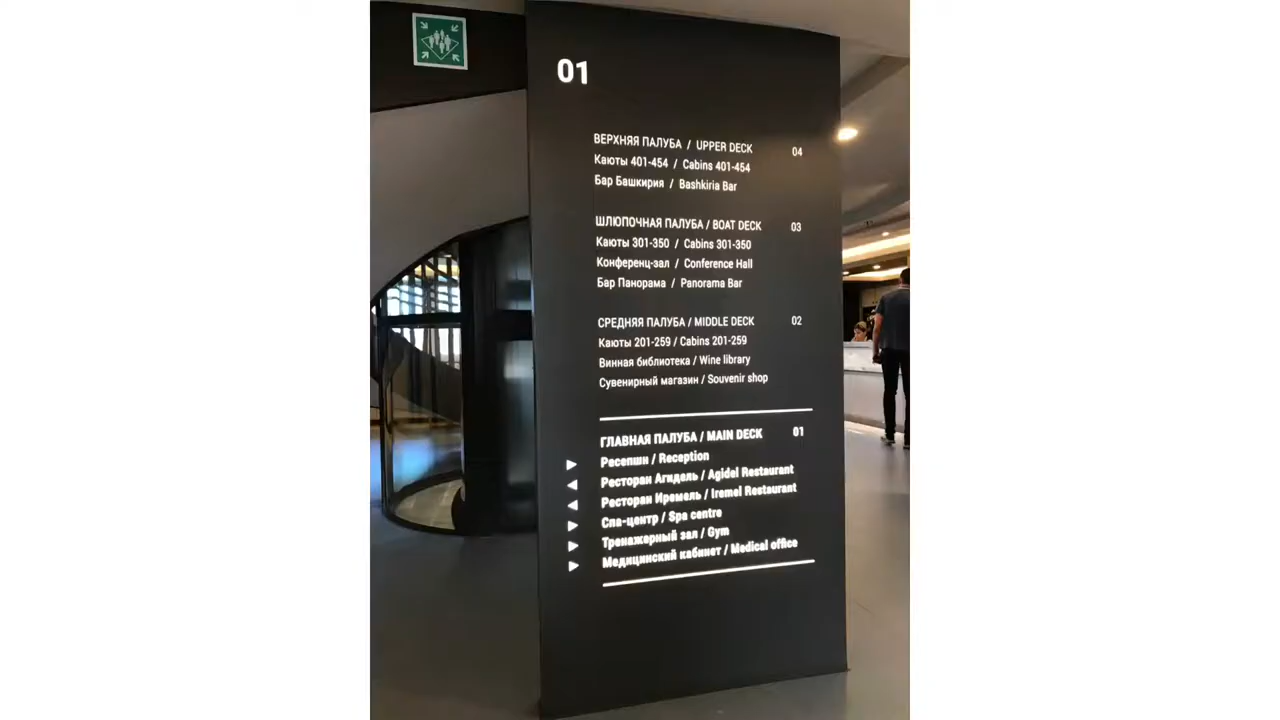 01
ВЕРХНЯЯ ПАЛУБА / UPPER DECK 04
Каюты 401-454 / Cabins 401-454
Бар Башкирия / Bashkiria Bar
ШЛЮПОЧНАЯ ПАЛУБА / BOAT DECK 03
Каюты 301-350 / Cabins 301-350
Конференц-зал / Conference Hall
Бар Панорама / Panorama Bar
СРЕДНЯЯ ПАЛУБА / MIDDLE DECK 02
Каюты 201-259 / Cabins 201-259
Винная библиотека / Wine library
Сувенирный магазин / Souvenir shop
ГЛАВНАЯ ПАЛУБА / MAIN DECK 01
Ресепшн / Reception
Ресторан Агидель / Agidel Restaurant
Ресторан Иремель / Iremel Restaurant
Спа-центр / Spa centre
Тренажерный зал / Gym
Медицинский кабинет / Medical office